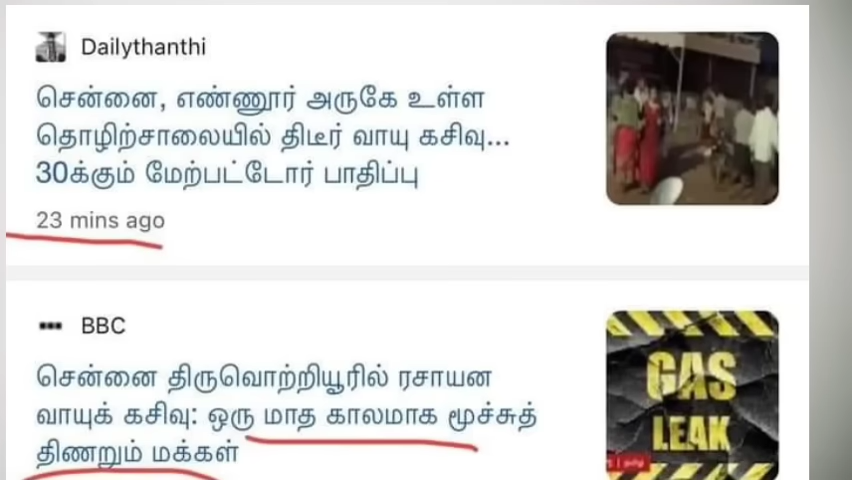 Dailythanthi
சென்னை, எண்ணூர் அருகே உள்ள
தொழிற்சாலையில் திடீர் வாயு கசிவு...
30க்கும் மேற்பட்டோர் பாதிப்பு
23 mins ago
BBC
சென்னை திருவொற்றியூரில் ரசாயன
வாயுக் கசிவு: ஒரு மாத காலமாக மூச்சுத்
திணறும் மக்கள்
GAS
LEAK